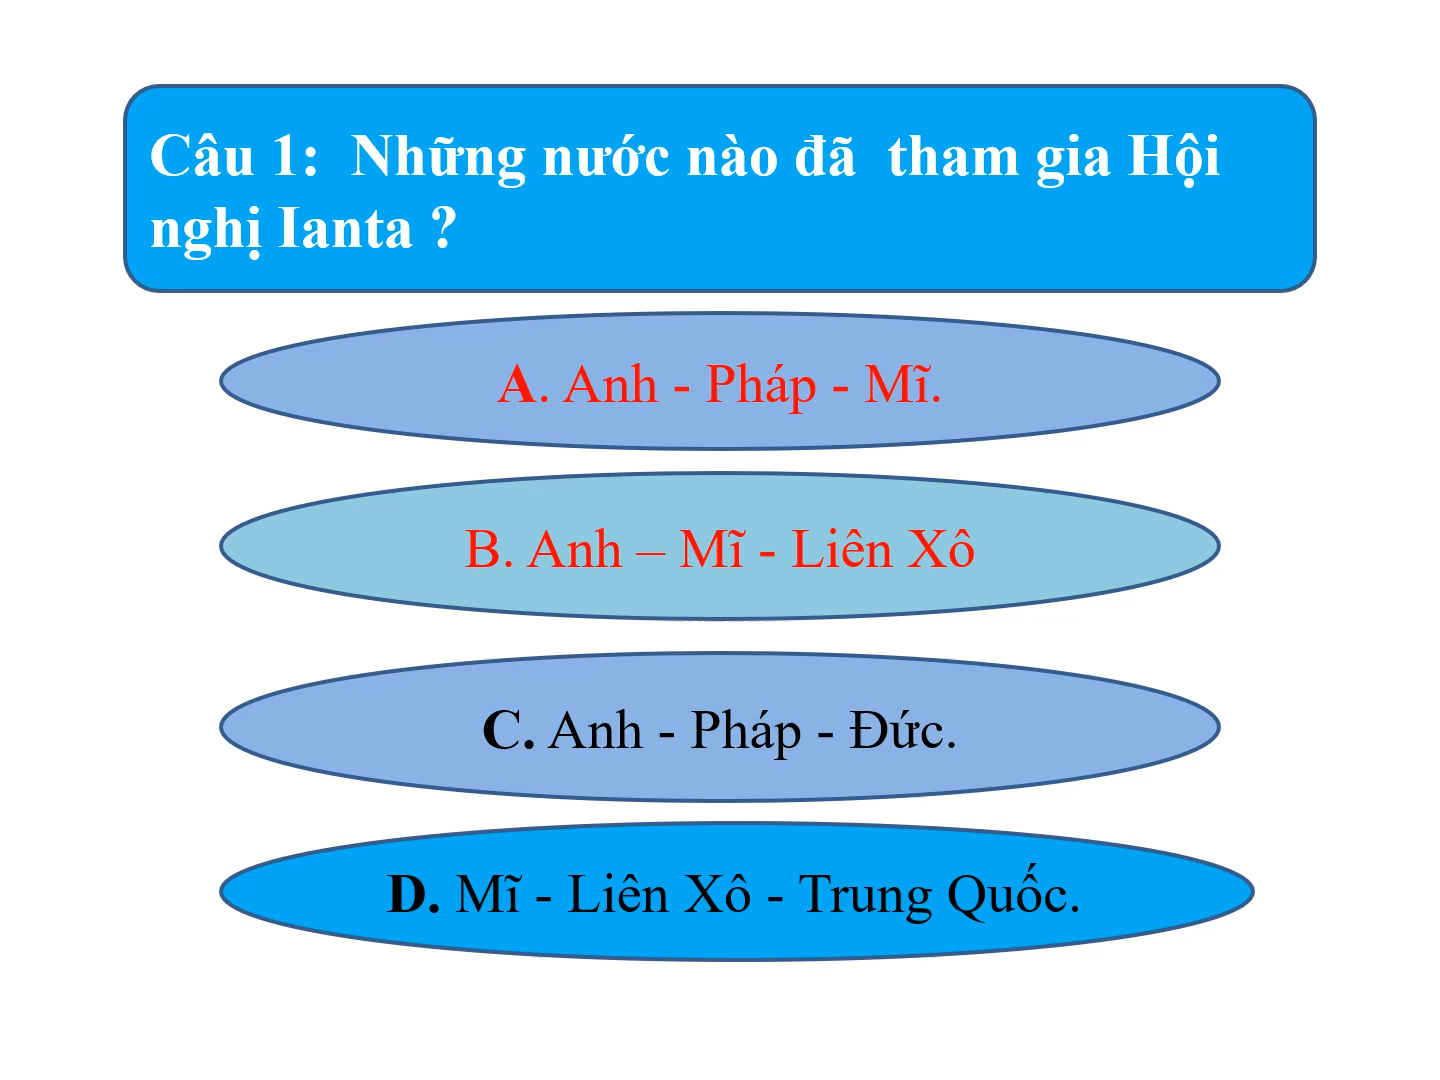 Câu 1:  Những nước nào đã  tham gia Hội
nghị Ianta ?
A. Anh - Pháp - Mĩ.
B. Anh – Mĩ - Liên Xô
C. Anh - Pháp - Đức.
D. Mĩ - Liên Xô - Trung Quốc.